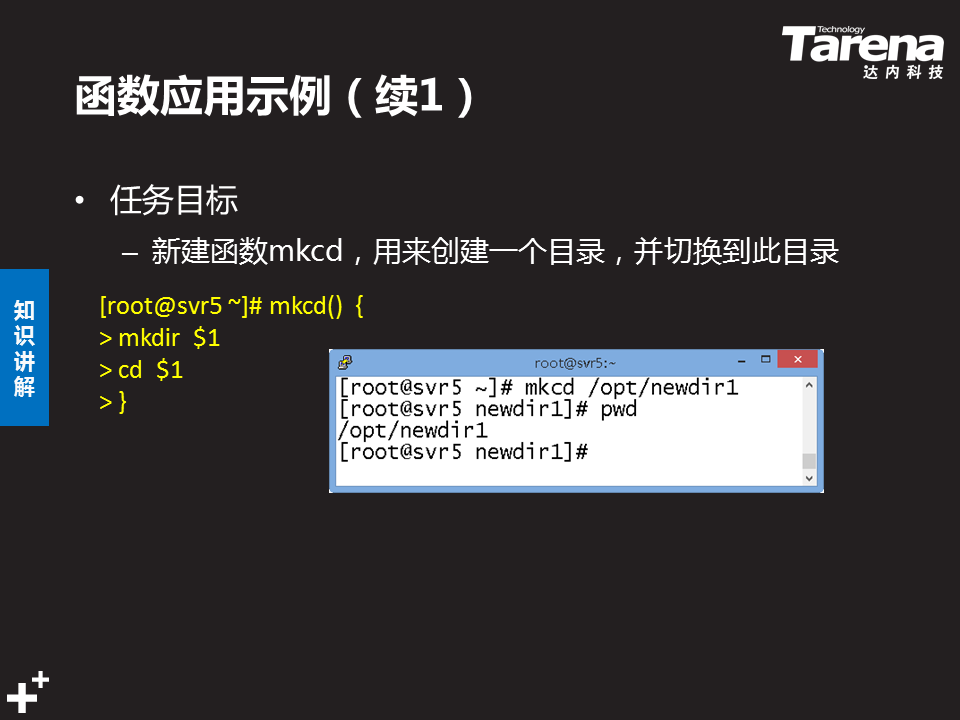 Technology
Tarena
达内科技
函数应用示例（续1）
• 任务目标
– 新建函数mkcd，用来创建一个目录，并切换到此目录
知识讲解
[root@svr5 ~]# mkcd() {
> mkdir $1
> cd $1
> }
root@svr5:~
[root@svr5 ~]# mkcd /opt/newdir1
[root@svr5 newdir1]# pwd
/opt/newdir1
[root@svr5 newdir1]#